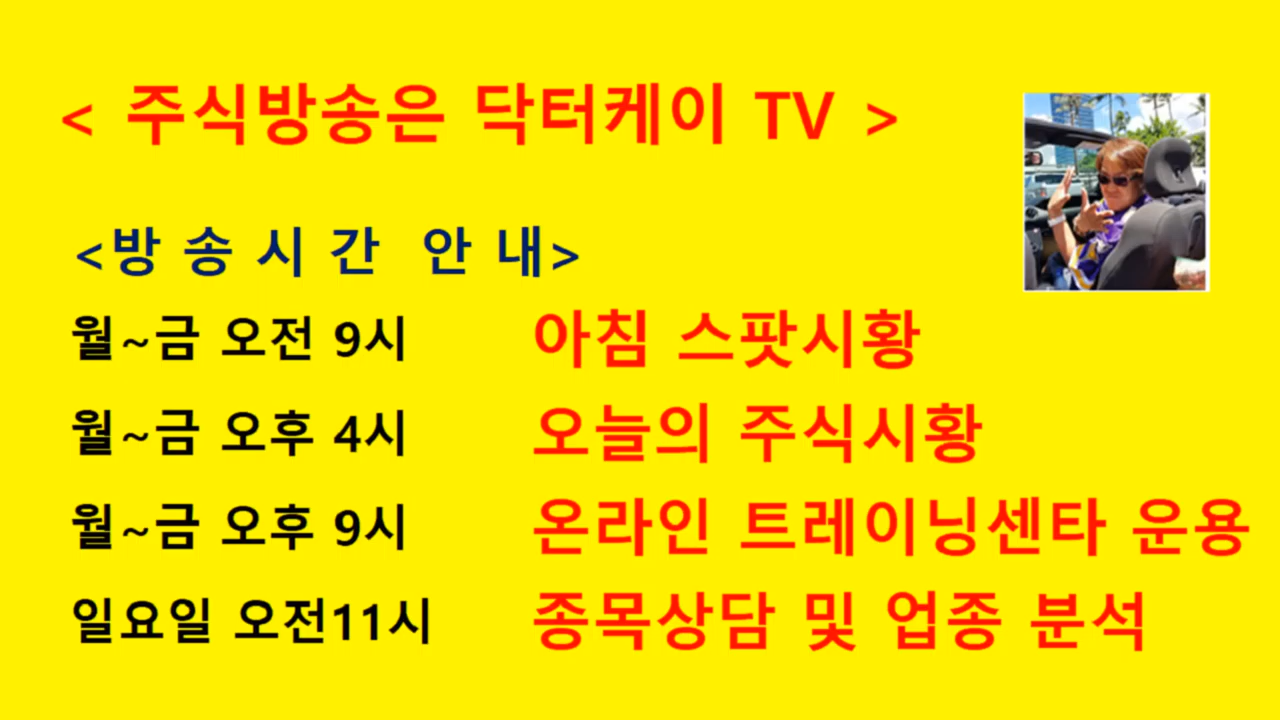 < 주식방송은 닥터케이 TV >
<방 송 시 간 안 내>
월~금 오전 9시 아침 스팟시황
월~금 오후 4시 오늘의 주식시황
월~금 오후 9시 온라인 트레이닝센타 운용
일요일 오전11시 종목상담 및 업종 분석